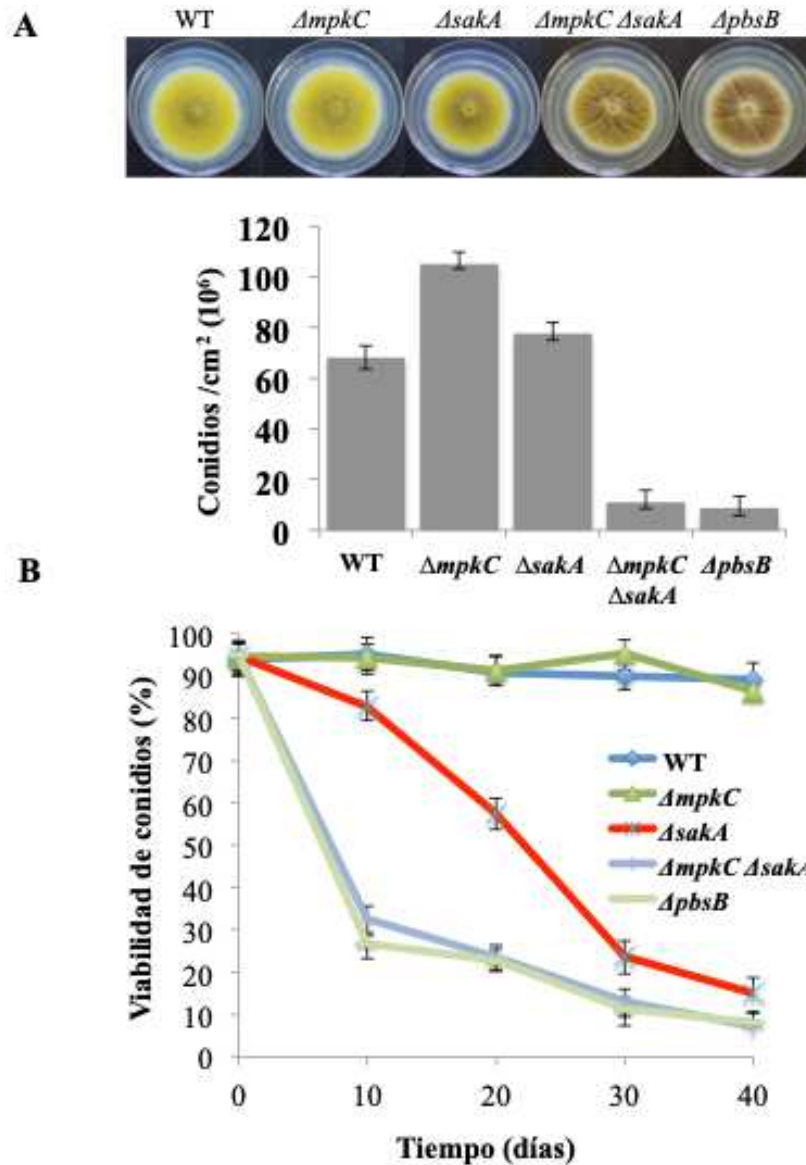 A
WT ΔmpkC ΔsakA ΔmpkC ΔsakA ΔpbsB
120
100
80
60
40
20
0
Conidios /cm² (10⁶)
WT ΔmpkC ΔsakA ΔmpkC ΔpbsB
ΔsakA
B
100
90
80
70
60
50
40
30
20
10
0
Viabilidad de conidios (%)
WT
ΔmpkC
ΔsakA
ΔmpkC ΔsakA
ΔpbsB
0 10 20 30 40
Tiempo (días)